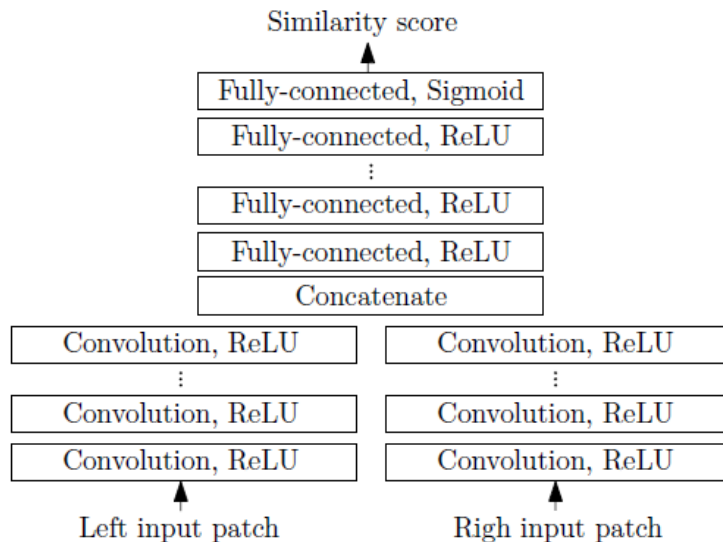 Similarity score
Fully-connected, Sigmoid
Fully-connected, ReLU
Fully-connected, ReLU
Fully-connected, ReLU
Concatenate
Convolution, ReLU Convolution, ReLU
Convolution, ReLU Convolution, ReLU
Convolution, ReLU Convolution, ReLU
Left input patch Righ input patch